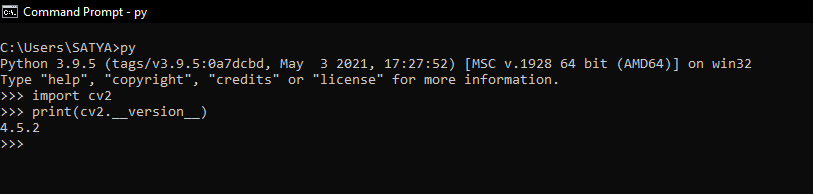 Command Prompt - py
C:\Users\SATYA>py
Python 3.9.5 (tags/v3.9.5:0a7dcbd, May  3 2021, 17:27:52) [MSC v.1928 64 bit (AMD64)] on win32
Type "help", "copyright", "credits" or "license" for more information.
>>> import cv2
>>> print(cv2.__version__)
4.5.2
>>>